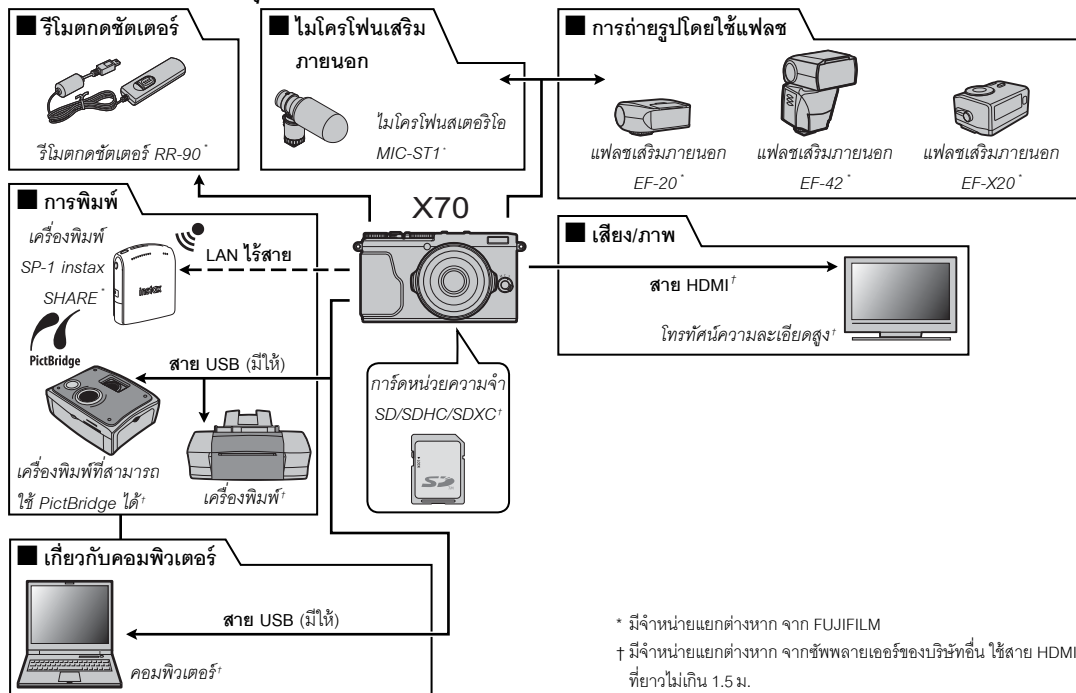 ■ รีโมตกดชัตเตอร์
รีโมตกดชัตเตอร์ RR-90*
■ ไมโครโฟนเสริม
ภายนอก
ไมโครโฟนสเตอริโอ
MIC-ST1*
■ การถ่ายรูปโดยใช้แฟลช
แฟลชเสริมภายนอก
EF-20*
แฟลชเสริมภายนอก
EF-42*
แฟลชเสริมภายนอก
EF-X20*
■ การพิมพ์
เครื่องพิมพ์
SP-1 instax
SHARE*
instax
LAN ไร้สาย
PictBridge
สาย USB (มีให้)
เครื่องพิมพ์ที่สามารถ
ใช้ PictBridge ได้†
เครื่องพิมพ์†
X70
การ์ดหน่วยความจำ
SD/SDHC/SDXC†
SD
■ เสียง/ภาพ
สาย HDMI†
โทรทัศน์ความละเอียดสูง†
■ เกี่ยวกับคอมพิวเตอร์
สาย USB (มีให้)
คอมพิวเตอร์†
* มีจำหน่ายแยกต่างหาก จาก FUJIFILM
† มีจำหน่ายแยกต่างหาก จากซัพพลายเออร์ของบริษัทอื่น ใช้สาย HDMI
ที่ยาวไม่เกิน 1.5 ม.